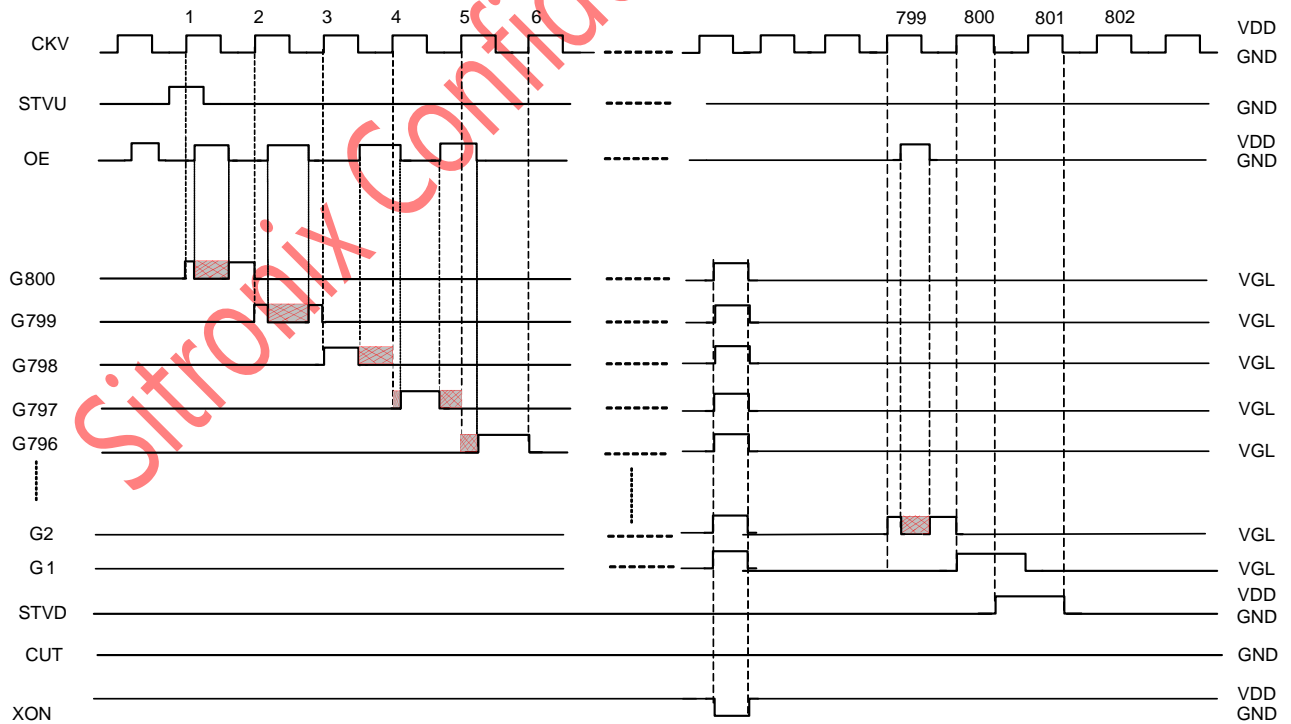 1 2 3 4 5 6 799 800 801 802
CKV VDD
GND
STVU GND
OE VDD
GND
G800 VGL
G799 VGL
G798 VGL
G797 VGL
G796 VGL
G2 VGL
G1 VGL
STVD VDD
GND
CUT GND
XON VDD
GND
Sitronix Confid